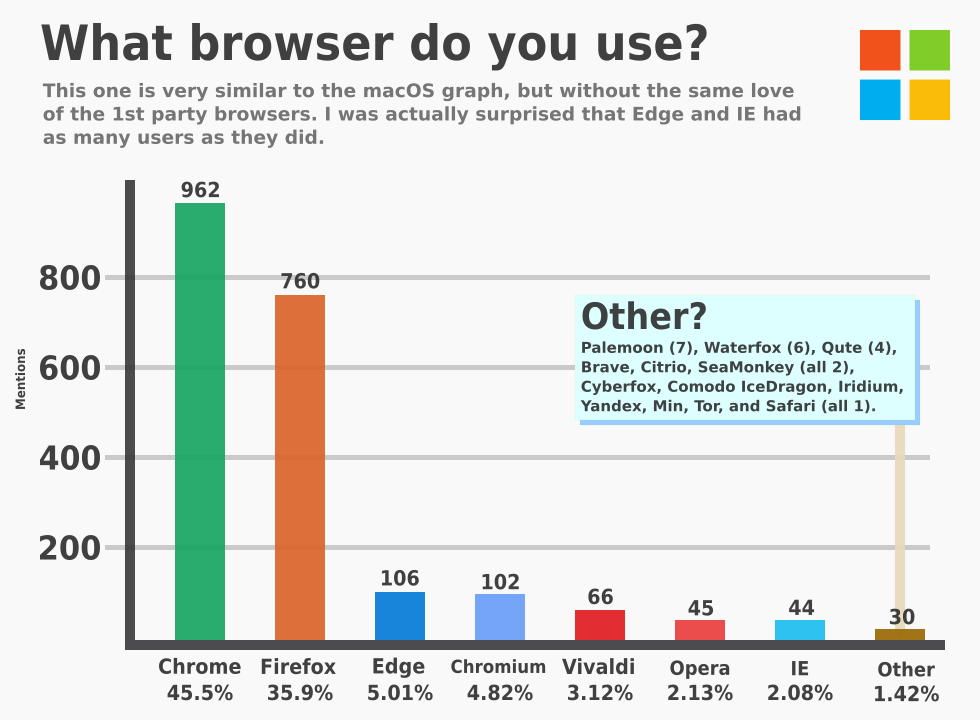 What browser do you use?
This one is very similar to the macOS graph, but without the same love
of the 1st party browsers. I was actually surprised that Edge and IE had
as many users as they did.
962
800
760
Other?
Palemoon (7), Waterfox (6), Qute (4),
Brave, Citrio, SeaMonkey (all 2),
Cyberfox, Comodo IceDragon, Iridium,
Yandex, Min, Tor, and Safari (all 1).
600
Mentions
400
200
106
102
66
45
44
30
Chrome Firefox Edge Chromium Vivaldi Opera IE Other
45.5% 35.9% 5.01% 4.82% 3.12% 2.13% 2.08% 1.42%